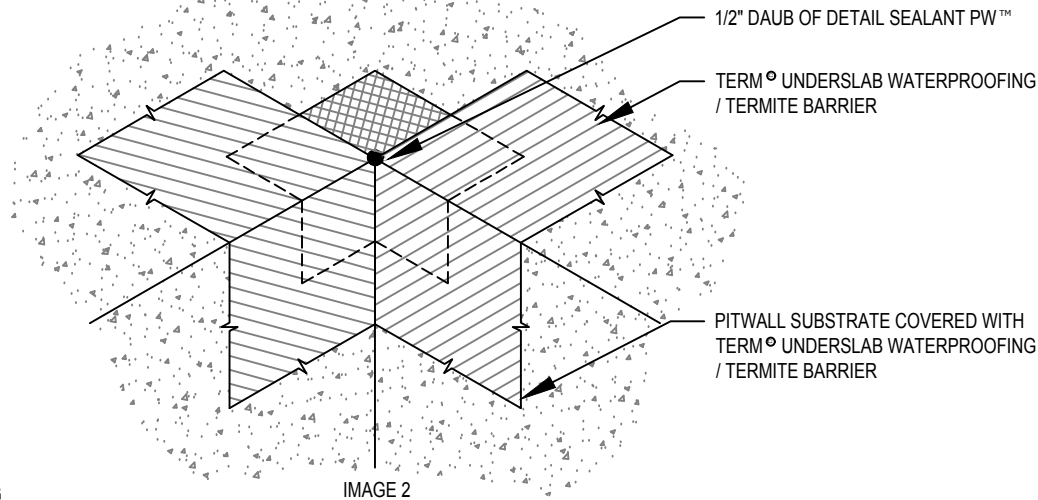 1/2" DAUB OF DETAIL SEALANT PW™
TERM® UNDERSLAB WATERPROOFING
/ TERMITE BARRIER
PITWALL SUBSTRATE COVERED WITH
TERM® UNDERSLAB WATERPROOFING
/ TERMITE BARRIER
IMAGE 2